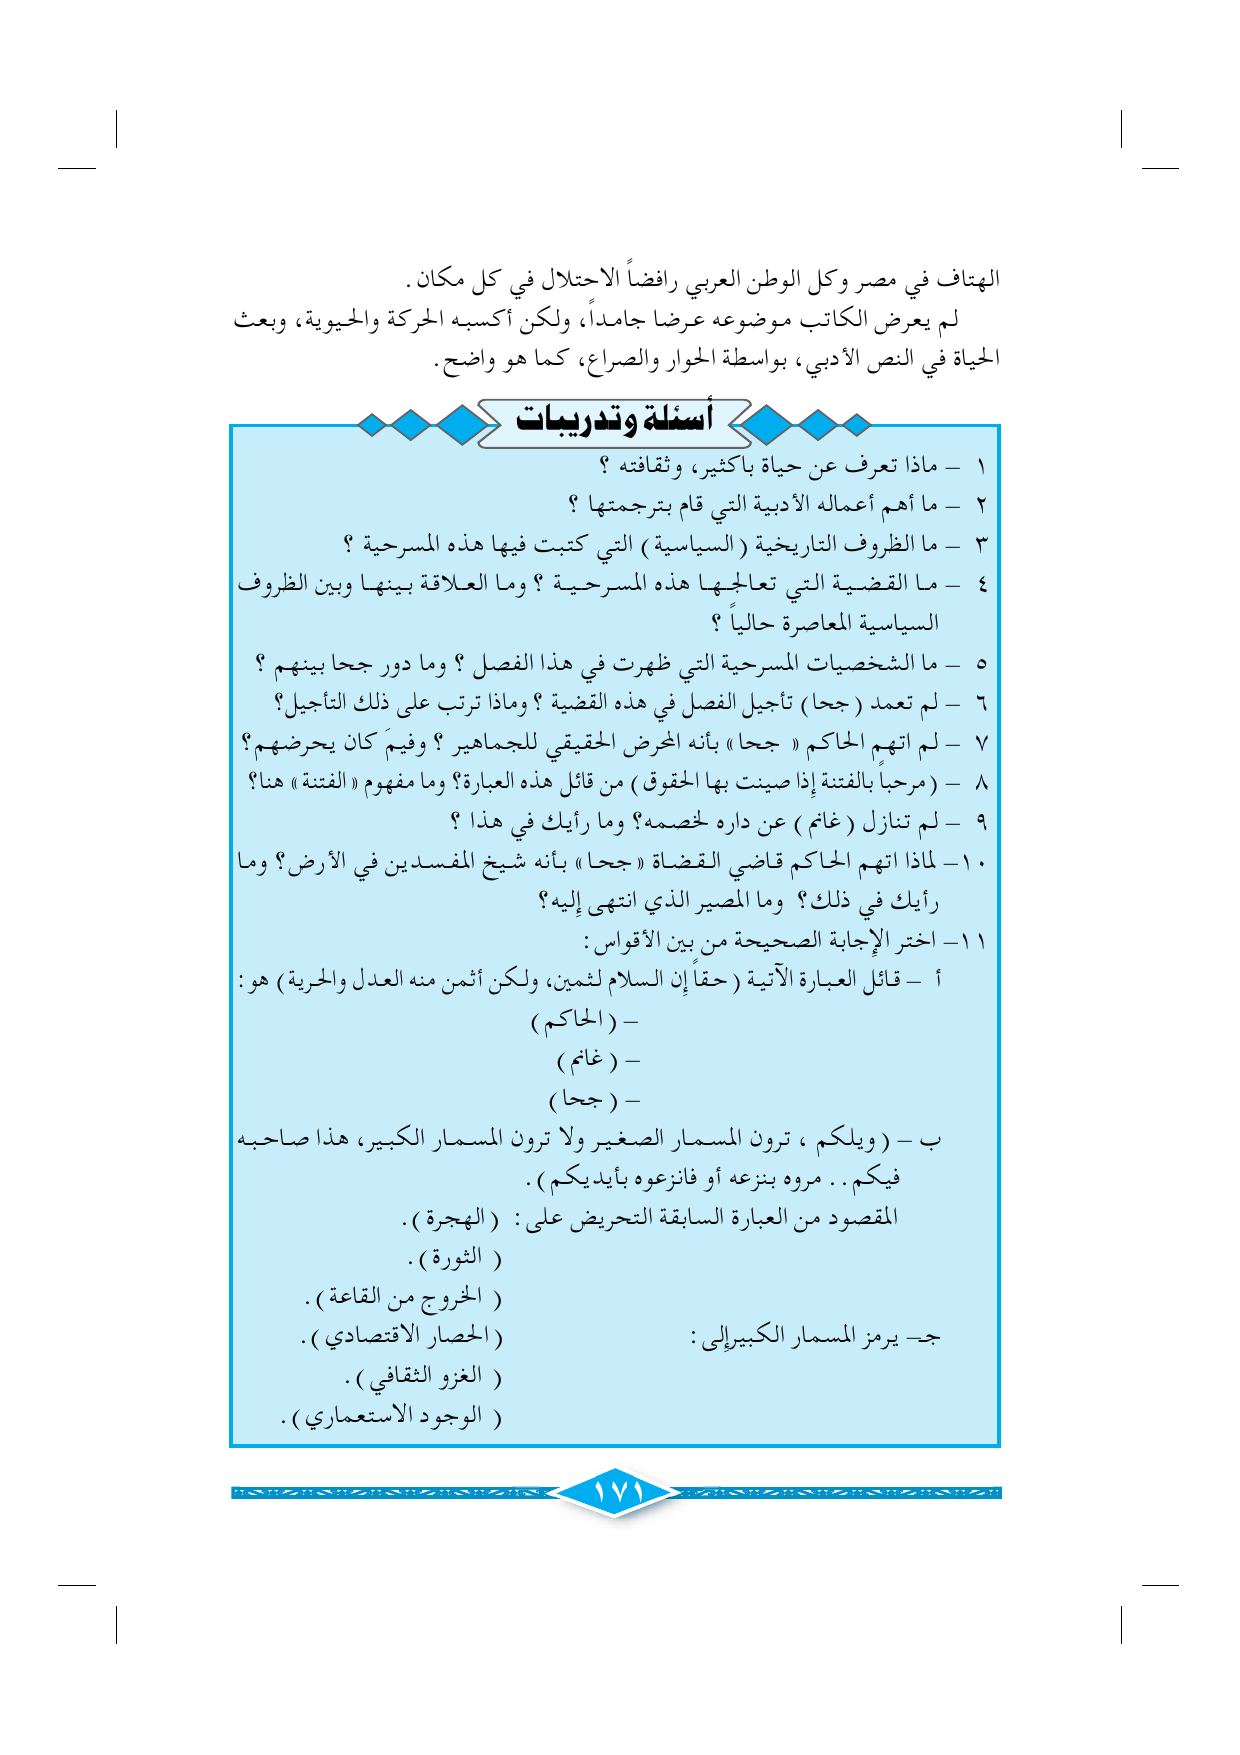 الهتاف في مصر وكل الوطن العربي رافضاً الاحتلال في كل مكان.
لم يعرض الكاتب موضوعه عرضا جامداً، ولكن أكسبه الحركة والحيوية، وبعث
الحياة في النص الأدبي، بواسطة الحوار والصراع، كما هو واضح.
أسئلة وتدريبات
١ – ماذا تعرف عن حياة باكثير، وثقافته ؟
٢ – ما أهم أعماله الأدبية التي قام بترجمتها ؟
٣ – ما الظروف التاريخية (السياسية) التي كتبت فيها هذه المسرحية ؟
٤ – ما القضية التي تعالجها هذه المسرحية ؟ وما العلاقة بينها وبين الظروف
السياسية المعاصرة حالياً ؟
٥ – ما الشخصيات المسرحية التي ظهرت في هذا الفصل ؟ وما دور جحا بينهم ؟
٦ – لم تعمد (جحا) تأجيل الفصل في هذه القضية ؟ وماذا ترتب على ذلك التأجيل؟
٧ – لم اتهم الحاكم « جحا» بأنه المحرض الحقيقي للجماهير ؟ وفيمَ كان يحرضهم؟
٨ – (مرحباً بالفتنة إذا صينت بها الحقوق) من قائل هذه العبارة؟ وما مفهوم «الفتنة» هنا؟
٩ – لم تنازل (غانم) عن داره لخصمه؟ وما رأيك في هذا ؟
١٠– لماذا اتهم الحاكم قاضي القضاة «جحا» بأنه شيخ المفسدين في الأرض؟ وما
رأيك في ذلك؟ وما المصير الذي انتهى إليه؟
١١– اختر الإجابة الصحيحة من بين الأقواس:
أ – قائل العبارة الآتية (حقاً إن السلام لثمين، ولكن أثمن منه العدل والحرية) هو:
– (الحاكم)
– (غانم)
– (جحا)
ب – (ويلكم ، ترون المسمار الصغير ولا ترون المسمار الكبير، هذا صاحبه
فيكم.. مروه بنزعه أو فانزعوه بأيديكم).
المقصود من العبارة السابقة التحريض على: (الهجرة).
( الثورة).
( الخروج من القاعة).
جـ– يرمز المسمار الكبيرإلى: (الحصار الاقتصادي).
( الغزو الثقافي).
( الوجود الاستعماري).
١٧١